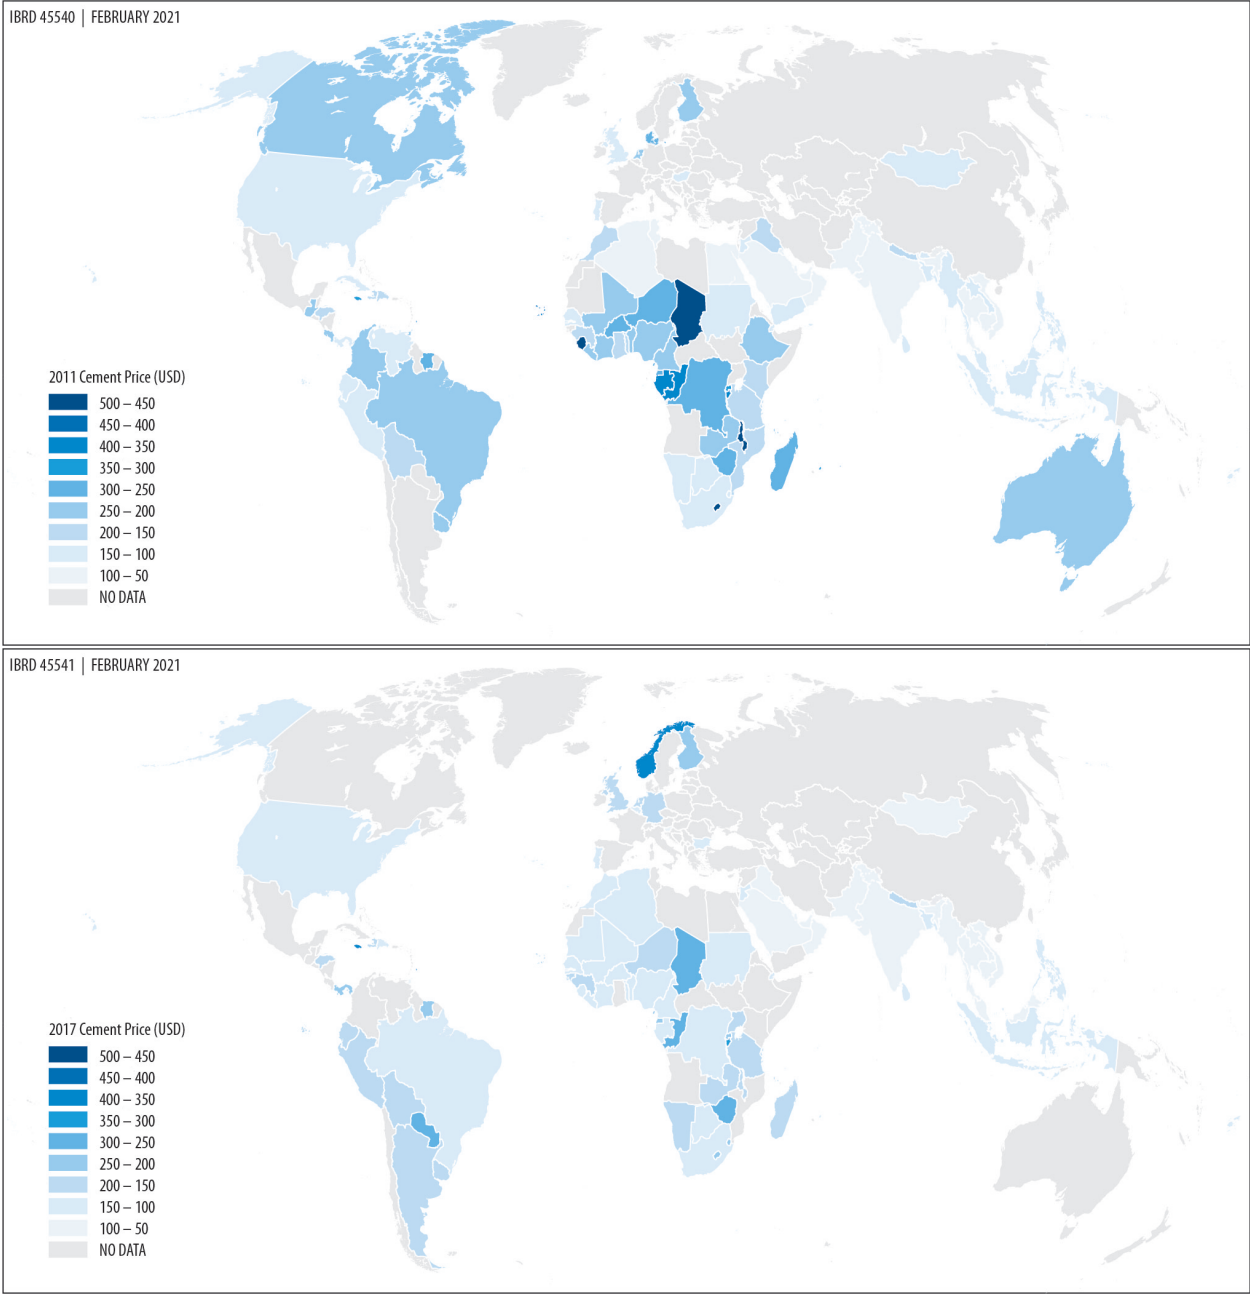 IBRD 45540 | FEBRUARY 2021
2011 Cement Price (USD)
500 – 450
450 – 400
400 – 350
350 – 300
300 – 250
250 – 200
200 – 150
150 – 100
100 – 50
NO DATA
IBRD 45541 | FEBRUARY 2021
2017 Cement Price (USD)
500 – 450
450 – 400
400 – 350
350 – 300
300 – 250
250 – 200
200 – 150
150 – 100
100 – 50
NO DATA